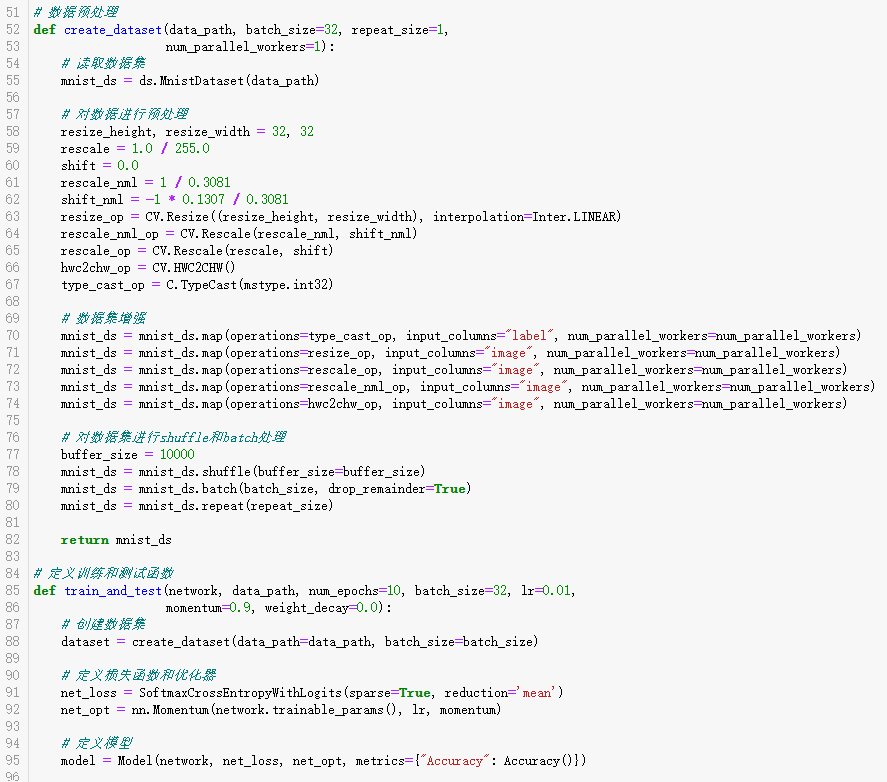 51 # 数据预处理
52 def create_dataset(data_path, batch_size=32, repeat_size=1,
53                    num_parallel_workers=1):
54     # 读取数据集
55     mnist_ds = ds.MnistDataset(data_path)
56
57     # 对数据进行预处理
58     resize_height, resize_width = 32, 32
59     rescale = 1.0 / 255.0
60     shift = 0.0
61     rescale_nml = 1 / 0.3081
62     shift_nml = -1 * 0.1307 / 0.3081
63     resize_op = CV.Resize((resize_height, resize_width), interpolation=Inter.LINEAR)
64     rescale_nml_op = CV.Rescale(rescale_nml, shift_nml)
65     rescale_op = CV.Rescale(rescale, shift)
66     hwc2chw_op = CV.HWC2CHW()
67     type_cast_op = C.TypeCast(mstype.int32)
68
69     # 数据集增强
70     mnist_ds = mnist_ds.map(operations=type_cast_op, input_columns="label", num_parallel_workers=num_parallel_workers)
71     mnist_ds = mnist_ds.map(operations=resize_op, input_columns="image", num_parallel_workers=num_parallel_workers)
72     mnist_ds = mnist_ds.map(operations=rescale_op, input_columns="image", num_parallel_workers=num_parallel_workers)
73     mnist_ds = mnist_ds.map(operations=rescale_nml_op, input_columns="image", num_parallel_workers=num_parallel_workers)
74     mnist_ds = mnist_ds.map(operations=hwc2chw_op, input_columns="image", num_parallel_workers=num_parallel_workers)
75
76     # 对数据集进行shuffle和batch处理
77     buffer_size = 10000
78     mnist_ds = mnist_ds.shuffle(buffer_size=buffer_size)
79     mnist_ds = mnist_ds.batch(batch_size, drop_remainder=True)
80     mnist_ds = mnist_ds.repeat(repeat_size)
81
82     return mnist_ds
83
84 # 定义训练和测试函数
85 def train_and_test(network, data_path, num_epochs=10, batch_size=32, lr=0.01,
86                    momentum=0.9, weight_decay=0.0):
87     # 创建数据集
88     dataset = create_dataset(data_path=data_path, batch_size=batch_size)
89
90     # 定义损失函数和优化器
91     net_loss = SoftmaxCrossEntropyWithLogits(sparse=True, reduction='mean')
92     net_opt = nn.Momentum(network.trainable_params(), lr, momentum)
93
94     # 定义模型
95     model = Model(network, net_loss, net_opt, metrics={"Accuracy": Accuracy()})
96